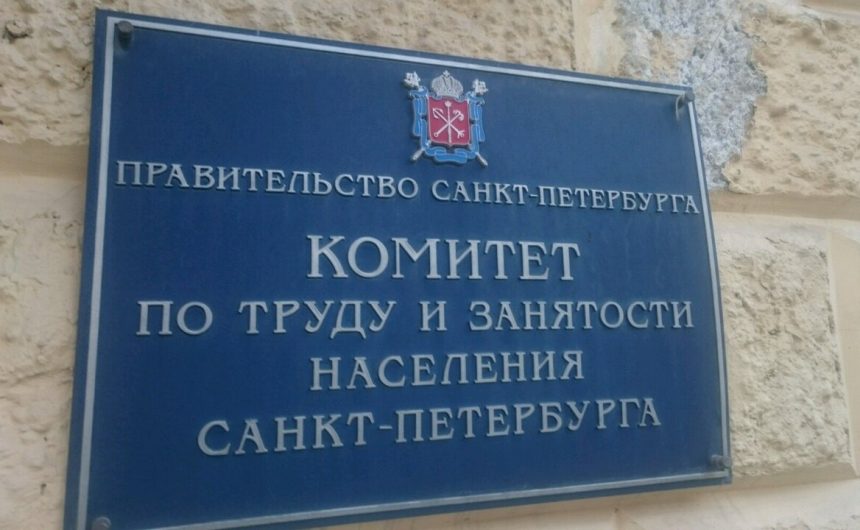 ПРАВИТЕЛЬСТВО САНКТ-ПЕТЕРБУРГА
КОМИТЕТ
ПО ТРУДУ И ЗАНЯТОСТИ
НАСЕЛЕНИЯ
САНКТ-ПЕТЕРБУРГА